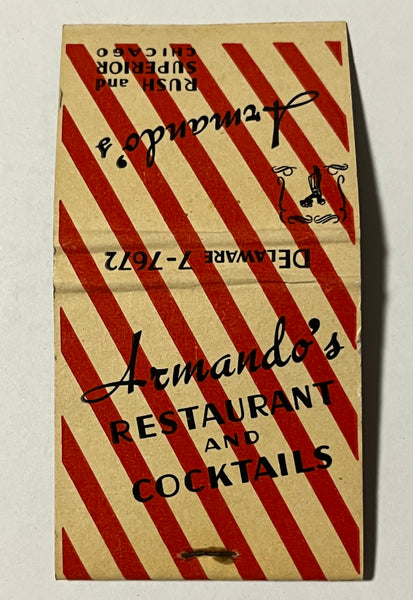 RUSH and
SUPERIOR
CHICAGO
Armando's
DELAWARE 7-7672
Armando's
RESTAURANT
AND
COCKTAILS